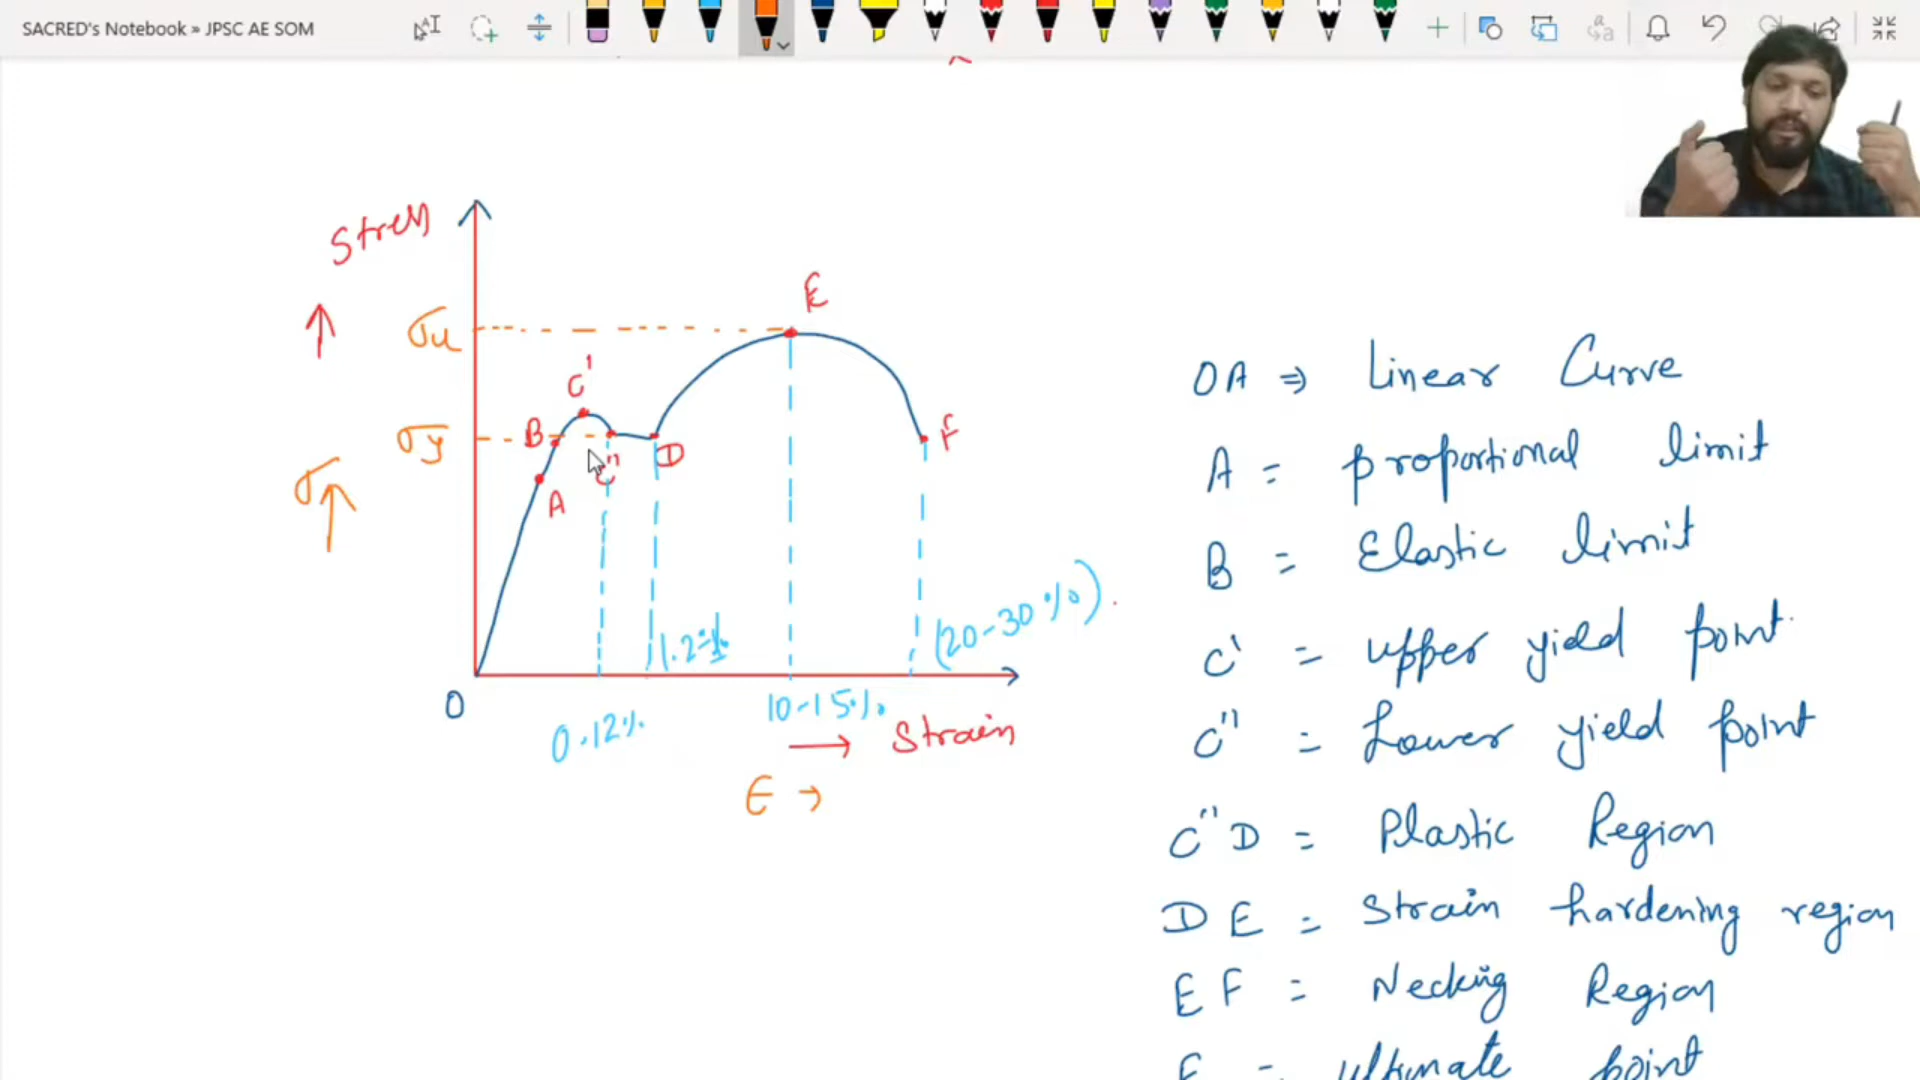 SACRED's Notebook » JPSC AE SOM
Stress
E
σu
C'
B
σy
C"
D
F
σ
A
(20-30%).
1.2%
O
10-15%
0.12%
Strain
ϵ →
OA ⇒ Linear Curve
A = proportional limit
B = Elastic limit
C' = upper yield point
C" = Lower yield point
C"D = Plastic Region
DE = Strain hardening region
EF = Necking Region
E = ultimate point